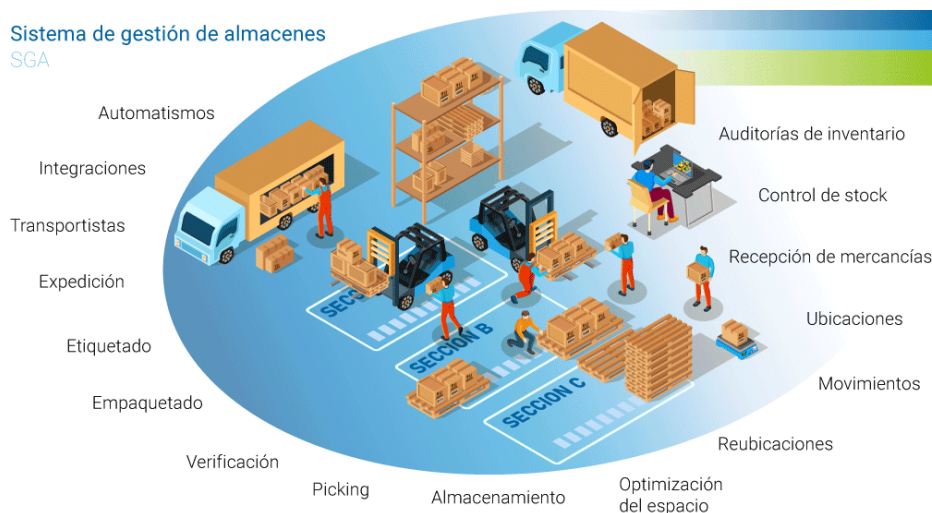 Sistema de gestión de almacenes
SGA
Automatismos
Integraciones
Transportistas
Expedición
Etiquetado
Empaquetado
Verificación
Picking
Almacenamiento
Optimización
del espacio
Reubicaciones
Movimientos
Ubicaciones
Recepción de mercancías
Control de stock
Auditorías de inventario
SECC
SECCION B
SECCION C